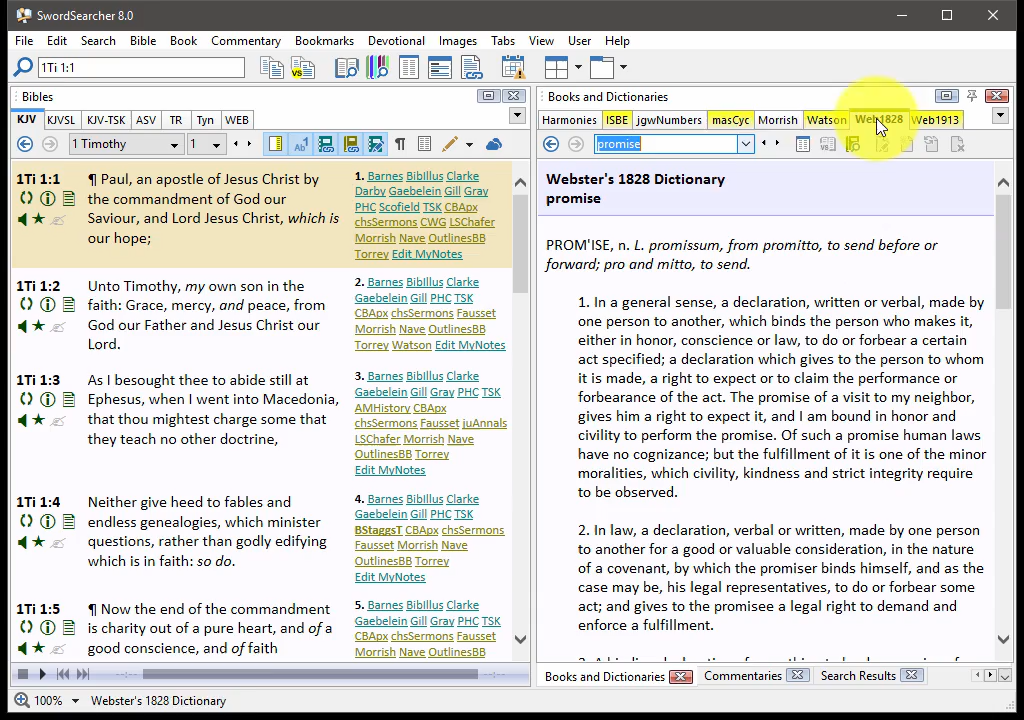 SwordSearcher 8.0
File Edit Search Bible Book Commentary Bookmarks Devotional Images Tabs View User Help
1Ti 1:1
Bibles
KJV KJVSL KJV-TSK ASV TR Tyn WEB
1 Timothy 1
1Ti 1:1 ¶ Paul, an apostle of Jesus Christ by
the commandment of God our
Saviour, and Lord Jesus Christ, which is
our hope;
1. Barnes BibIllus Clarke
Darby Gaebelein Gill Gray
PHC Scofield TSK CBApx
chsSermons CWG LSChafer
Morrish Nave OutlinesBB
Torrey Edit MyNotes
1Ti 1:2 Unto Timothy, my own son in the
faith: Grace, mercy, and peace, from
God our Father and Jesus Christ our
Lord.
2. Barnes BibIllus Clarke
Gaebelein Gill PHC TSK
CBApx chsSermons Fausset
Morrish Nave OutlinesBB
Torrey Watson Edit MyNotes
1Ti 1:3 As I besought thee to abide still at
Ephesus, when I went into Macedonia,
that thou mightest charge some that
they teach no other doctrine,
3. Barnes BibIllus Clarke
Gaebelein Gill Gray PHC TSK
AMHistory CBApx
chsSermons Fausset juAnnals
LSChafer Morrish Nave
OutlinesBB Torrey
Edit MyNotes
1Ti 1:4 Neither give heed to fables and
endless genealogies, which minister
questions, rather than godly edifying
which is in faith: so do.
4. Barnes BibIllus Clarke
Gaebelein Gill PHC TSK
BStaggsT CBApx chsSermons
Fausset Morrish Nave
OutlinesBB Torrey
Edit MyNotes
1Ti 1:5 ¶ Now the end of the commandment
is charity out of a pure heart, and of a
good conscience, and of faith
5. Barnes BibIllus Clarke
Gaebelein Gill Gray PHC TSK
CBApx chsSermons Fausset
LSChafer Morrish Nave
Books and Dictionaries
Harmonies ISBE jgwNumbers masCyc Morrish Watson Web1828 Web1913
promise
Webster's 1828 Dictionary
promise
PROM'ISE, n. L. promissum, from promitto, to send before or
forward; pro and mitto, to send.
1. In a general sense, a declaration, written or verbal, made by
one person to another, which binds the person who makes it,
either in honor, conscience or law, to do or forbear a certain
act specified; a declaration which gives to the person to whom
it is made, a right to expect or to claim the performance or
forbearance of the act. The promise of a visit to my neighbor,
gives him a right to expect it, and I am bound in honor and
civility to perform the promise. Of such a promise human laws
have no cognizance; but the fulfillment of it is one of the minor
moralities, which civility, kindness and strict integrity require
to be observed.
2. In law, a declaration, verbal or written, made by one person
to another for a good or valuable consideration, in the nature
of a covenant, by which the promiser binds himself, and as the
case may be, his legal representatives, to do or forbear some
act; and gives to the promisee a legal right to demand and
enforce a fulfillment.
Books and Dictionaries Commentaries Search Results
100% Webster's 1828 Dictionary